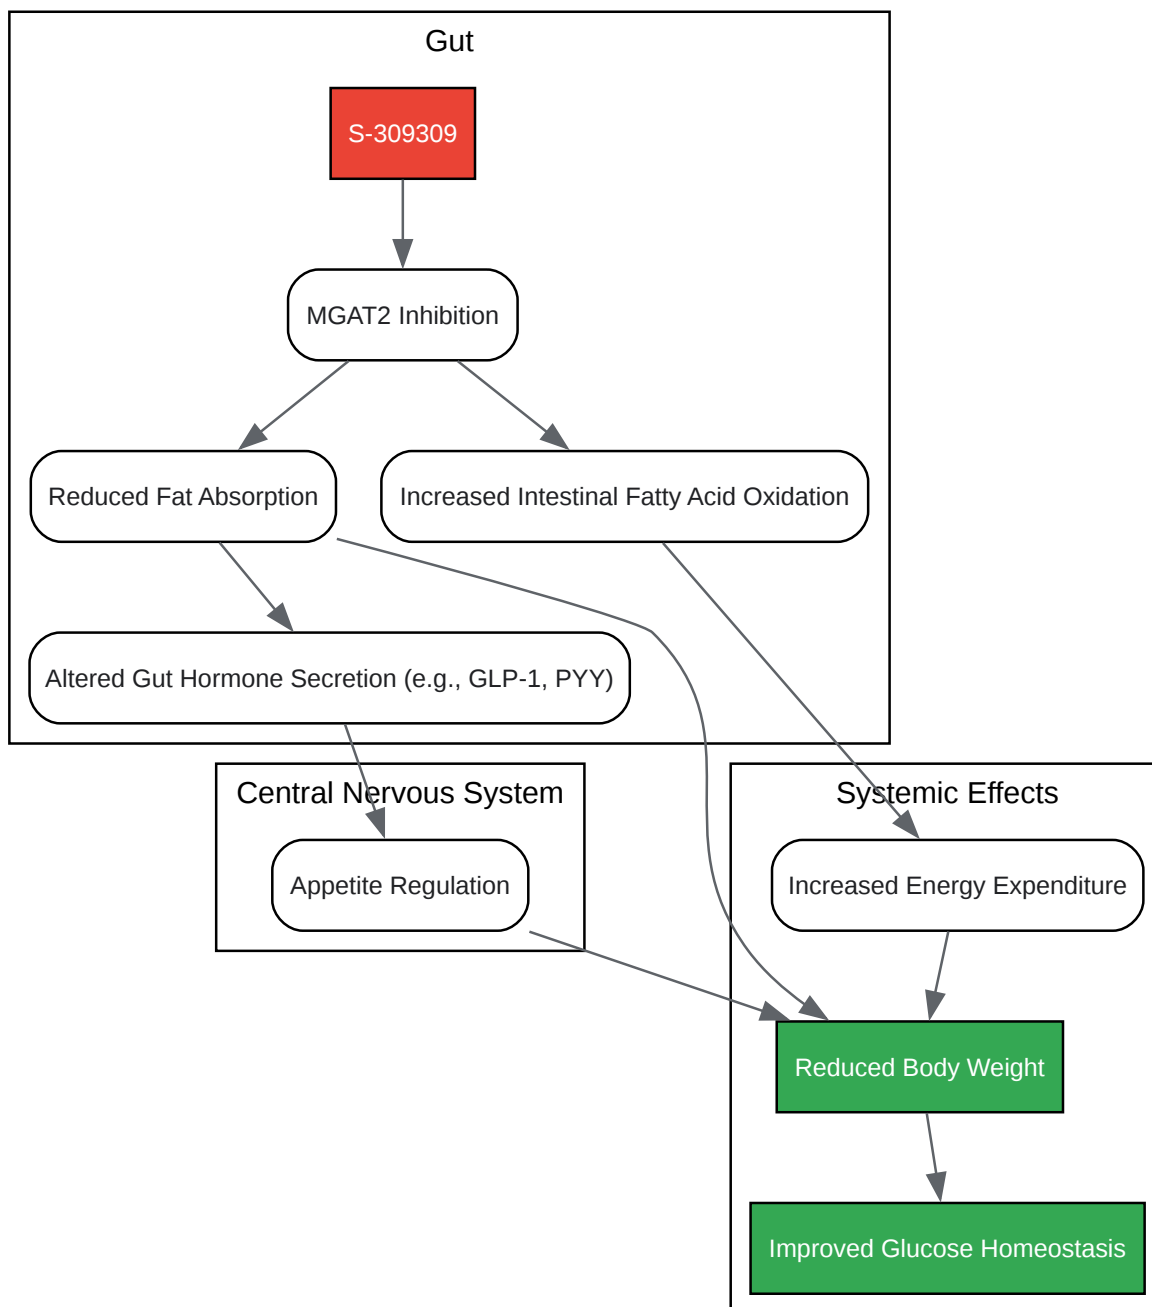 Gut
S-309309
MGAT2 Inhibition
Reduced Fat Absorption
Increased Intestinal Fatty Acid Oxidation
Altered Gut Hormone Secretion (e.g., GLP-1, PYY)
Central Nervous System
Systemic Effects
Appetite Regulation
Increased Energy Expenditure
Reduced Body Weight
Improved Glucose Homeostasis